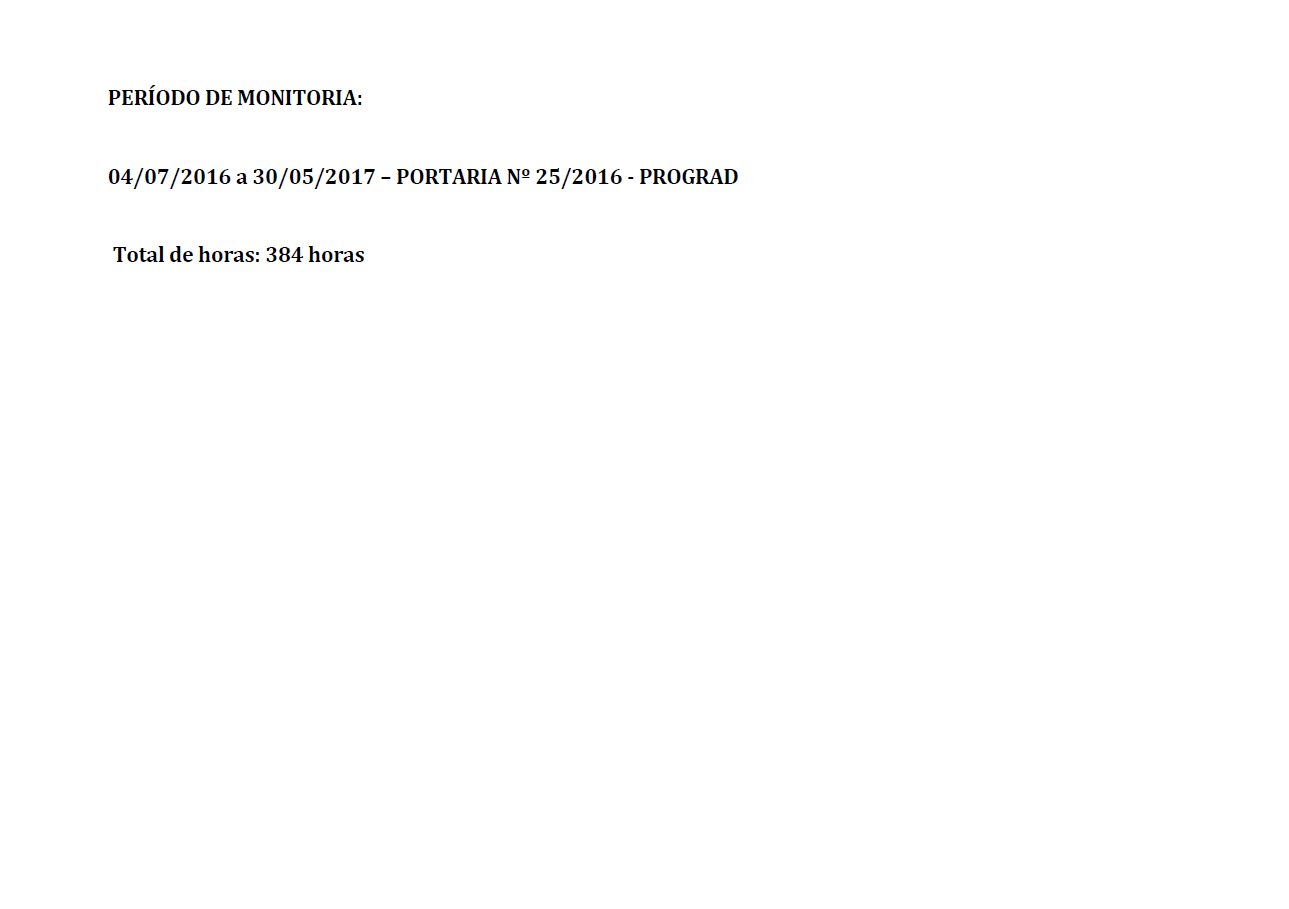 PERÍODO DE MONITORIA:
04/07/2016 a 30/05/2017 – PORTARIA Nº 25/2016 - PROGRAD
Total de horas: 384 horas